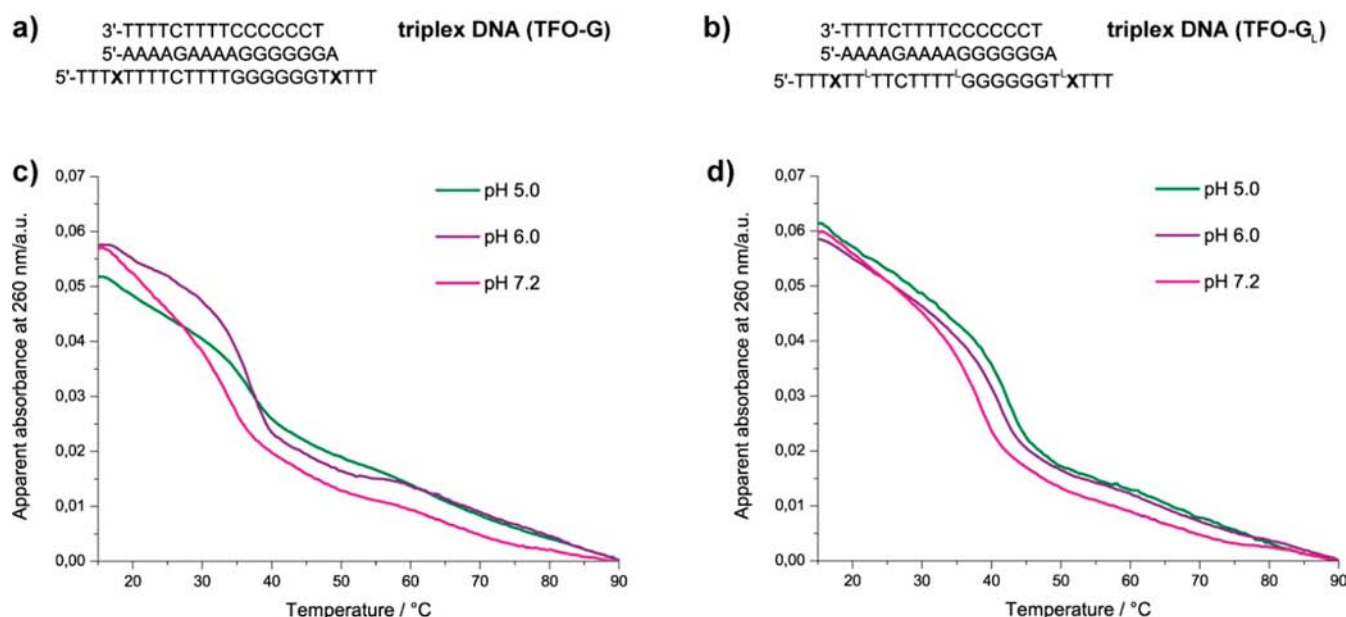 a)
3'-TTTTCTTTTCCCCCCT triplex DNA (TFO-G)
5'-AAAAGAAAAGGGGGGA
5'-TTTXTTTTCTTTTGGGGGGTXTTT
b)
3'-TTTTCTTTTCCCCCCT triplex DNA (TFO-G_L)
5'-AAAAGAAAAGGGGGGA
5'-TTTXTT^LTTCTTTT^LGGGGGGT^LXTTT
c)
0,07
0,06
0,05
0,04
0,03
0,02
0,01
0,00
Apparent absorbance at 260 nm/a.u.
pH 5.0
pH 6.0
pH 7.2
20 30 40 50 60 70 80 90
Temperature / °C
d)
0,07
0,06
0,05
0,04
0,03
0,02
0,01
0,00
Apparent absorbance at 260 nm/a.u.
pH 5.0
pH 6.0
pH 7.2
20 30 40 50 60 70 80 90
Temperature / °C